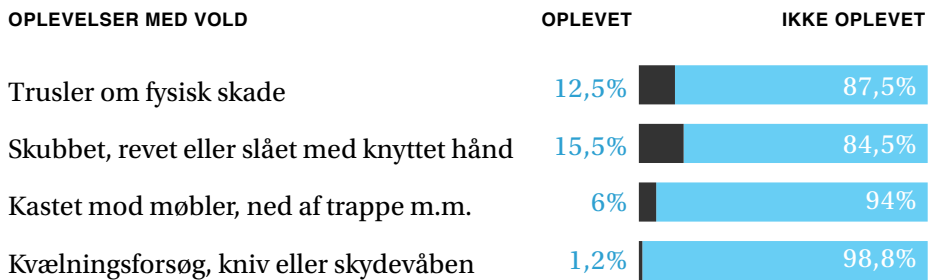 OPLEVELSER MED VOLD OPLEVET IKKE OPLEVET
Trusler om fysisk skade 12,5% 87,5%
Skubbet, revet eller slået med knyttet hånd 15,5% 84,5%
Kastet mod møbler, ned af trappe m.m. 6% 94%
Kvælningsforsøg, kniv eller skydevåben 1,2% 98,8%